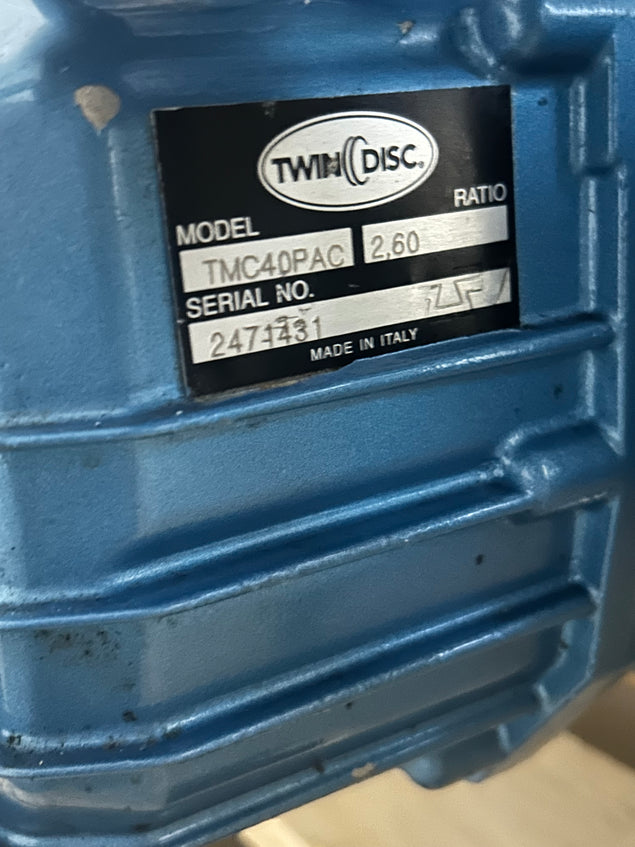 TWIN DISC®
RATIO
MODEL
TMC40PAC 2,60
SERIAL NO.
2471431
MADE IN ITALY